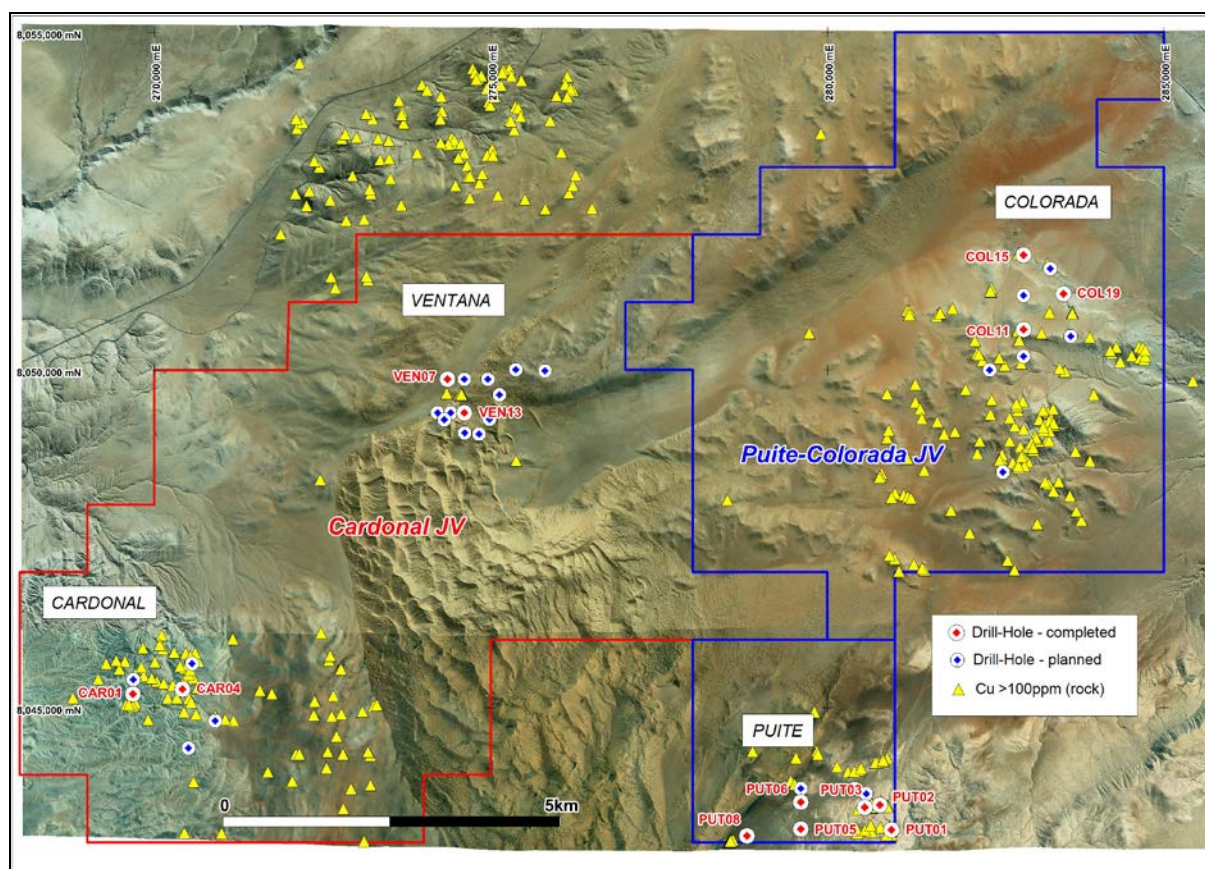 8,055,000 mN
270,000 mE
275,000 mE
280,000 mE
285,000 mE
COLORADA
COL15
VENTANA
COL19
COL11
8,050,000 mN
VEN07
VEN13
Puite-Colorada JV
Cardonal JV
CARDONAL
Drill-Hole - completed
Drill-Hole - planned
Cu >100ppm (rock)
CAR01
CAR04
8,045,000 mN
PUITE
PUT06
PUT03
PUT02
0
5km
PUT08
PUT05
PUT01